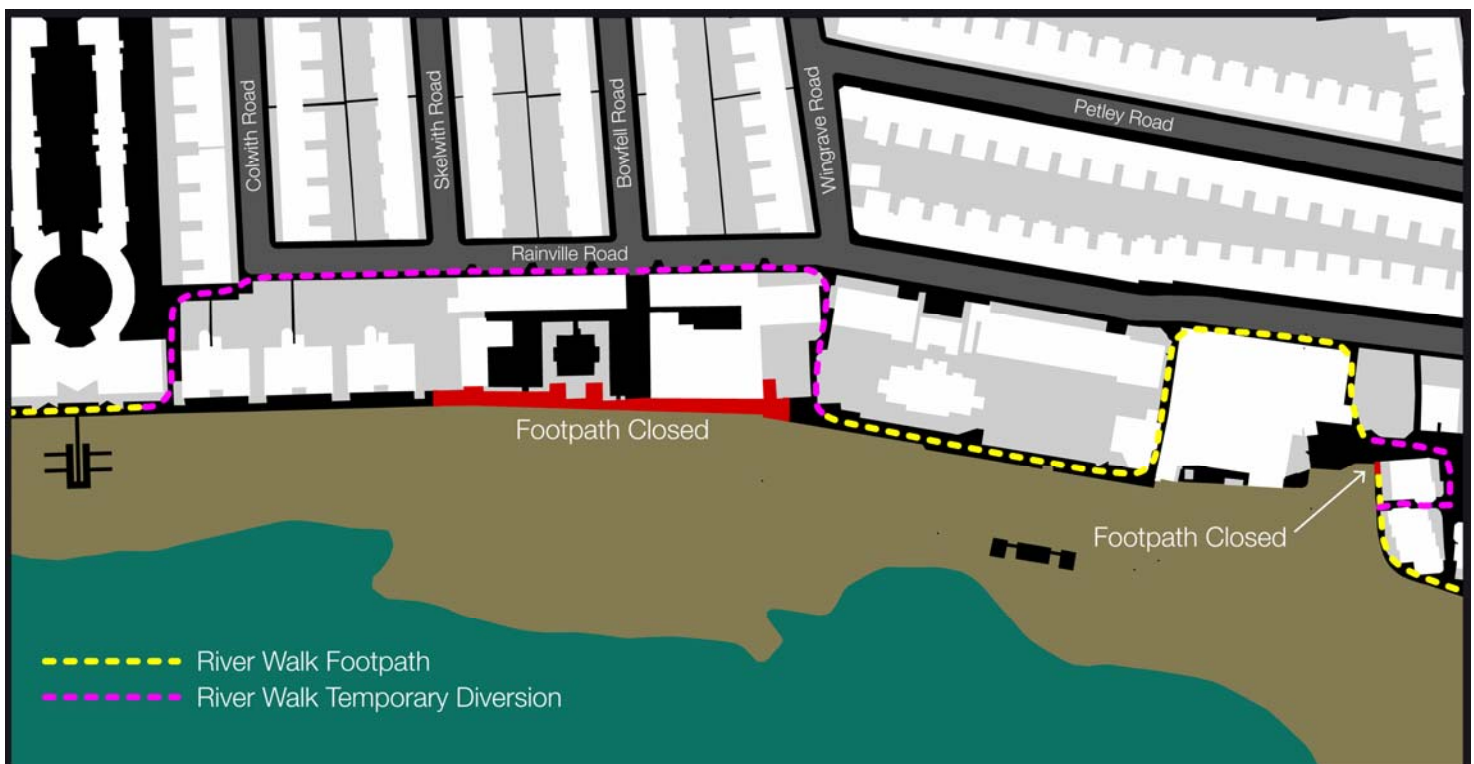 Colwith Road
Skelwith Road
Bowfell Road
Wingrave Road
Petley Road
Rainville Road
Footpath Closed
Footpath Closed
River Walk Footpath
River Walk Temporary Diversion